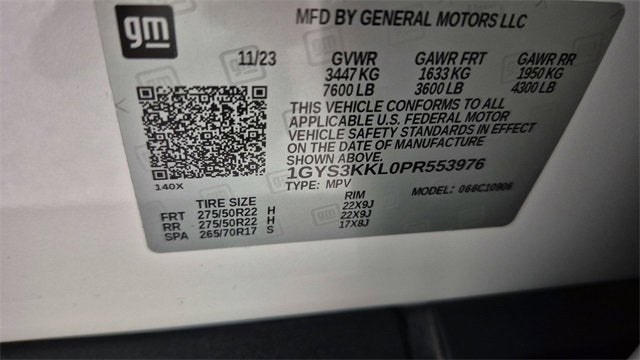 gm
MFD BY GENERAL MOTORS LLC
11/23 GVWR GAWR FRT GAWR RR
3447 KG 1633 KG 1950 KG
7600 LB 3600 LB 4300 LB
THIS VEHICLE CONFORMS TO ALL
APPLICABLE U.S. FEDERAL MOTOR
VEHICLE SAFETY STANDARDS IN EFFECT
ON THE DATE OF MANUFACTURE
SHOWN ABOVE.
1GYS3KKL0PR553976
140X TYPE: MPV MODEL: 066C10906
TIRE SIZE RIM
FRT 275/50R22 H 22X9J
RR 275/50R22 H 22X9J
SPA 265/70R17 S 17X8J